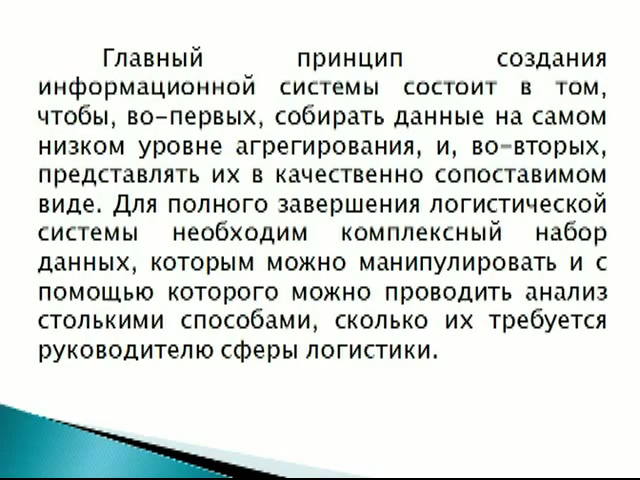 Главный принцип создания
информационной системы состоит в том,
чтобы, во-первых, собирать данные на самом
низком уровне агрегирования, и, во-вторых,
представлять их в качественно сопоставимом
виде. Для полного завершения логистической
системы необходим комплексный набор
данных, которым можно манипулировать и с
помощью которого можно проводить анализ
столькими способами, сколько их требуется
руководителю сферы логистики.